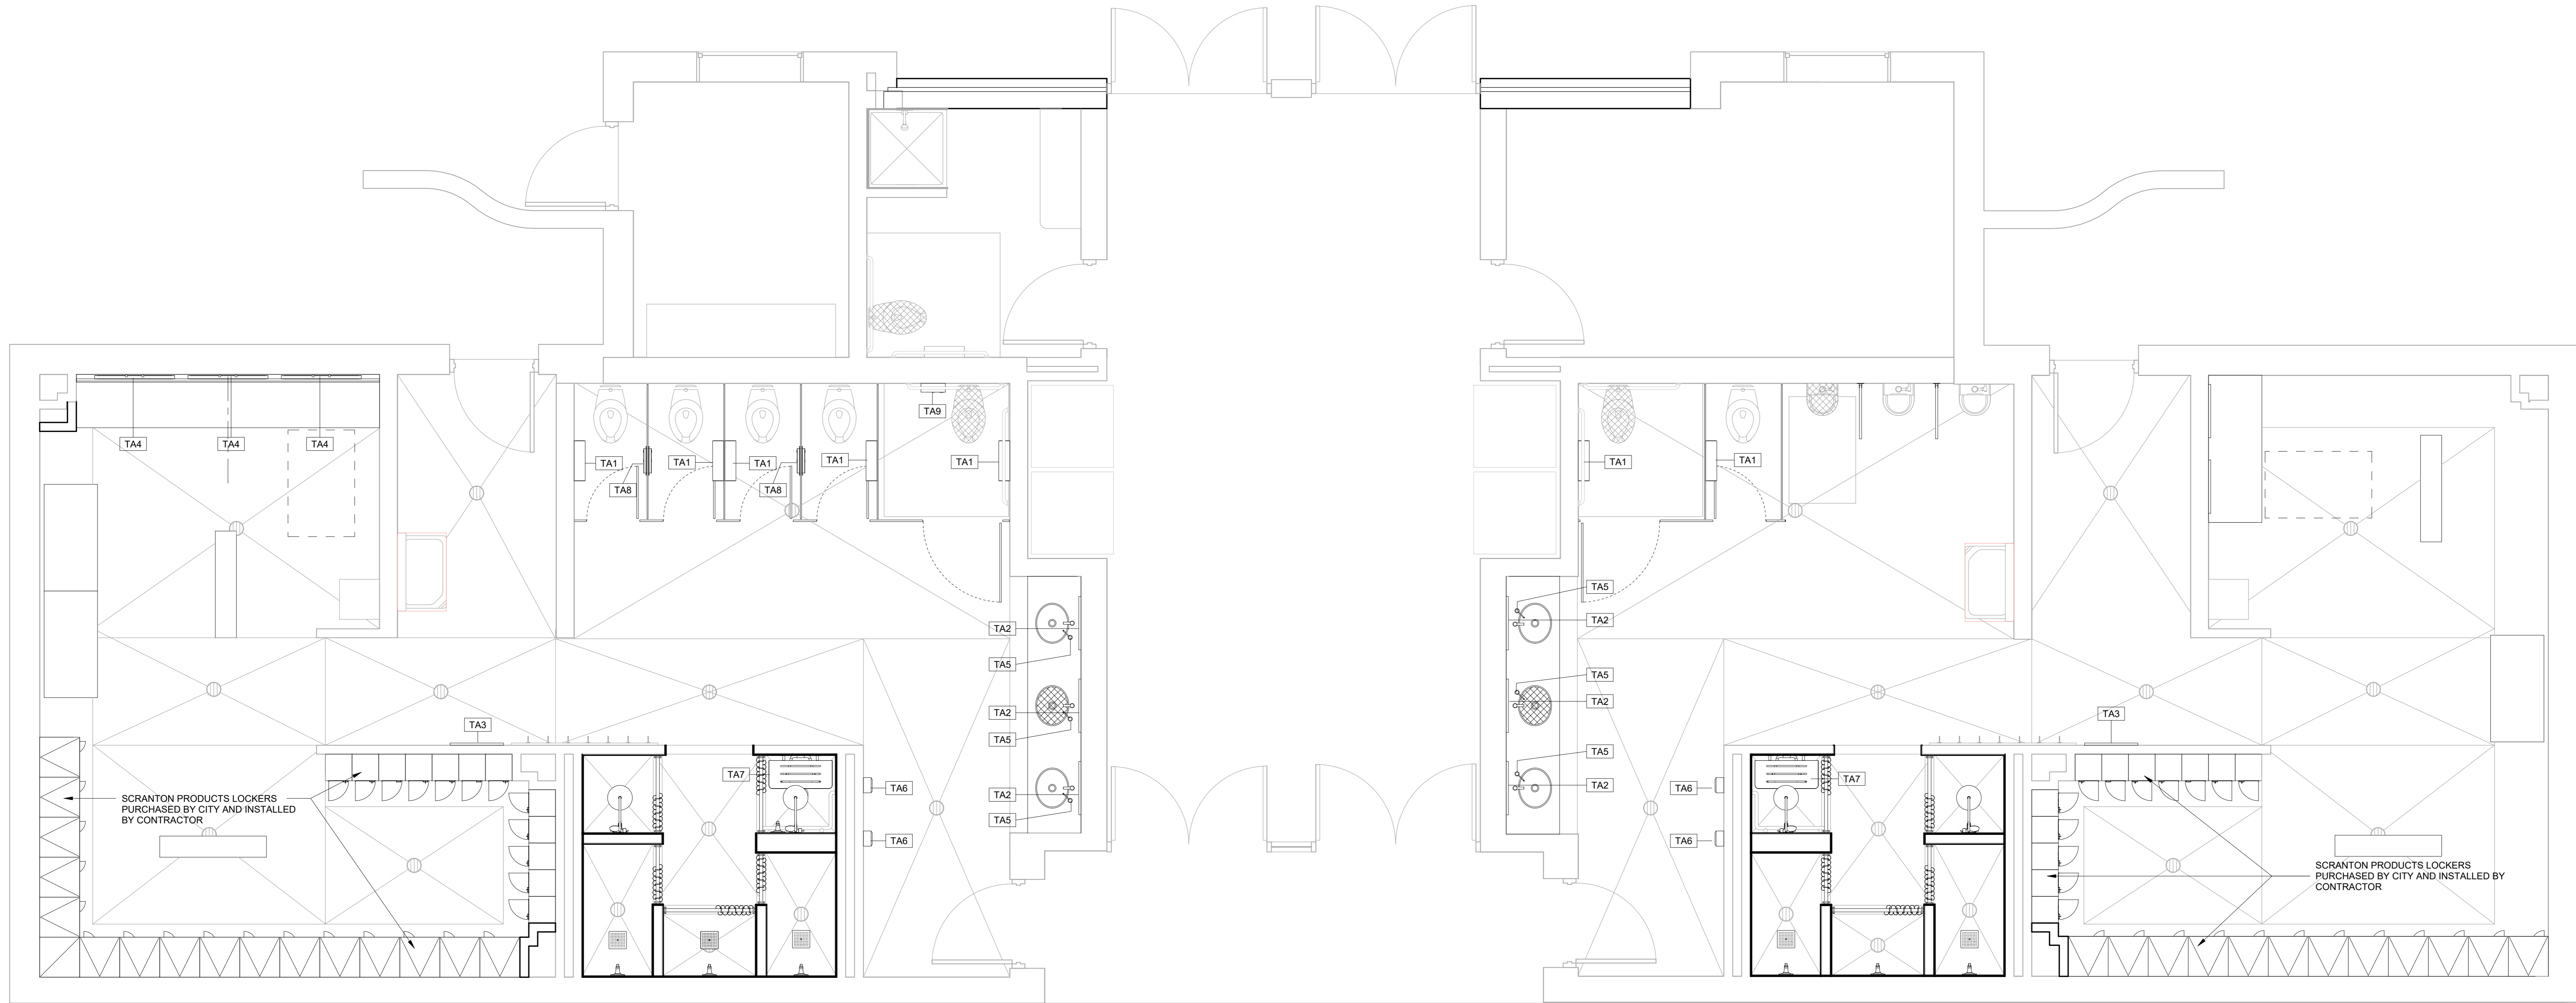 TA9
TA4
TA4
TA4
TA1
TA1
TA1
TA1
TA1
TA8
TA8
TA1
TA1
TA5
TA2
TA2
TA5
TA5
TA2
TA2
TA5
TA3
TA3
TA5
TA7
TA7
TA6
TA2
TA5
TA2
TA6
SCRANTON PRODUCTS LOCKERS
PURCHASED BY CITY AND INSTALLED
BY CONTRACTOR
TA6
TA6
SCRANTON PRODUCTS LOCKERS
PURCHASED BY CITY AND INSTALLED BY
CONTRACTOR